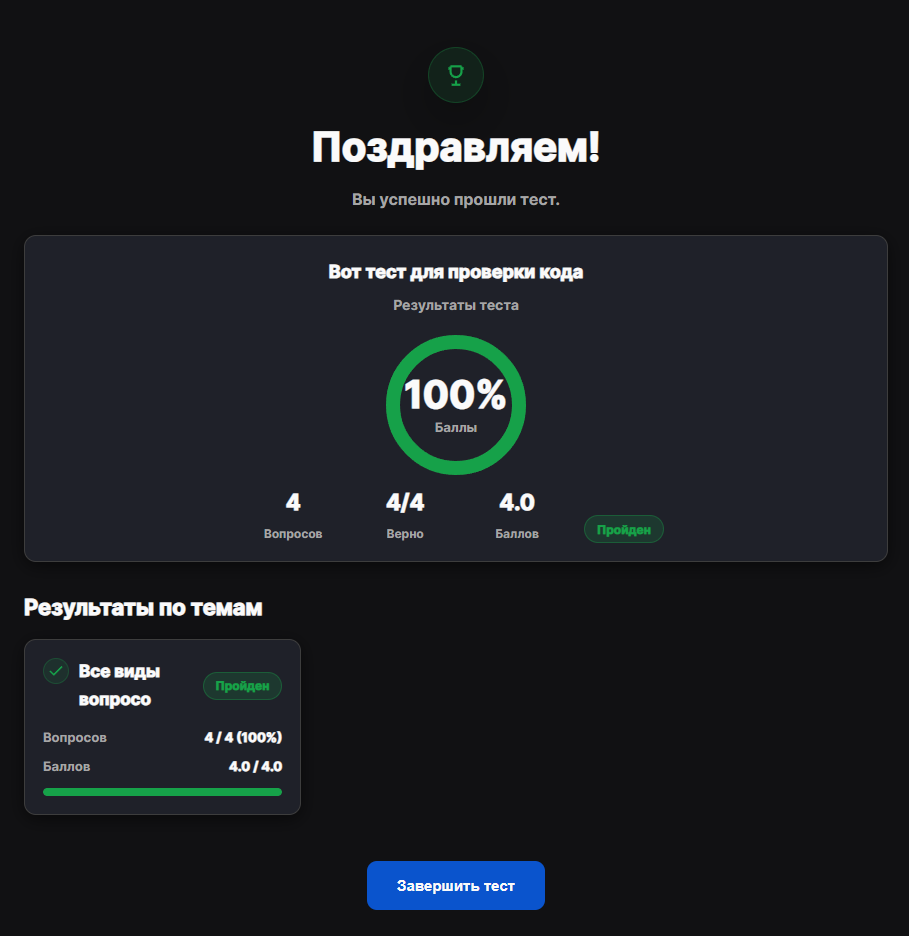 Поздравляем!
Вы успешно прошли тест.
Вот тест для проверки кода
Результаты теста
100%
Баллы
4 4/4 4.0
Вопросов Верно Баллов Пройден
Результаты по темам
Все виды
вопросо
Пройден
Вопросов 4 / 4 (100%)
Баллов 4.0 / 4.0
Завершить тест